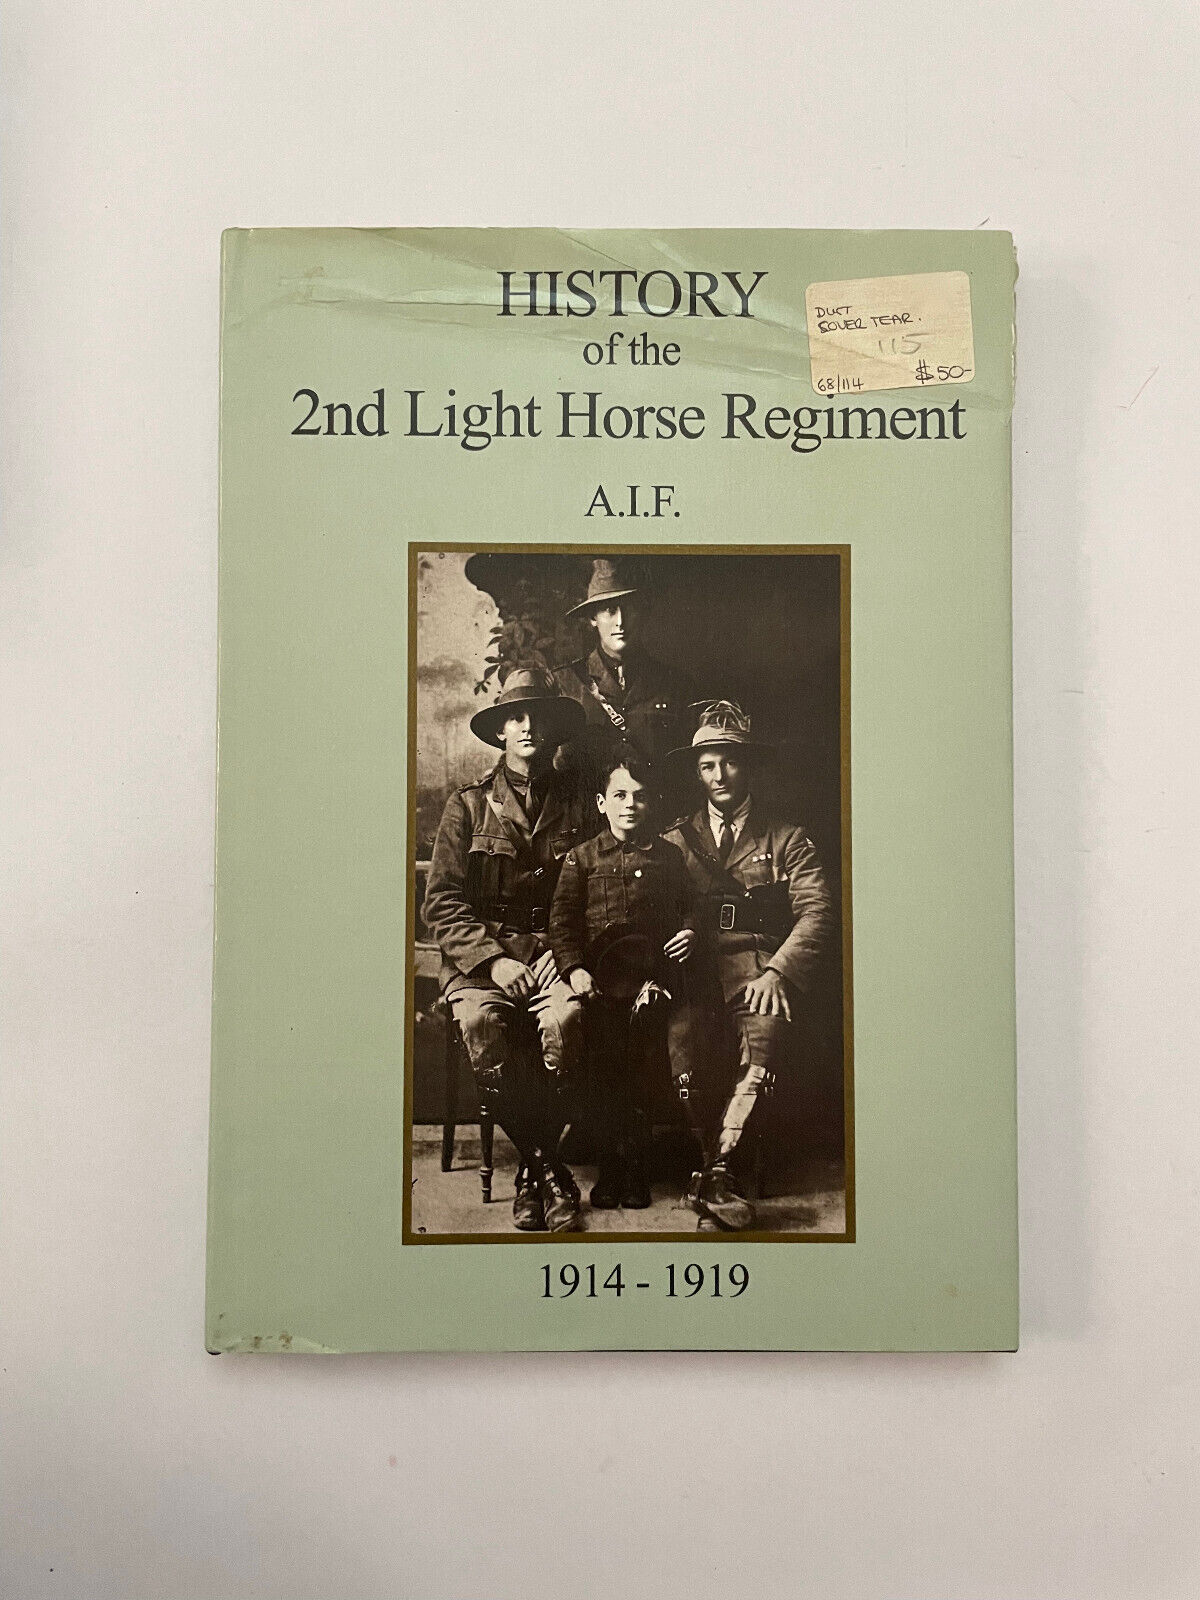 HISTORY
of the
2nd Light Horse Regiment
A.I.F.
DUST
COVER TEAR.
115
68/114 $50-
1914 - 1919